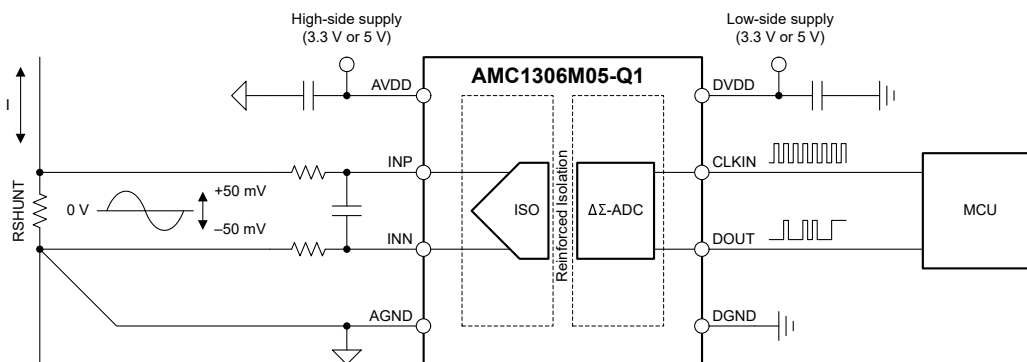 High-side supply
(3.3 V or 5 V)
Low-side supply
(3.3 V or 5 V)
AMC1306M05-Q1
AVDD
DVDD
I
INP
CLKIN
RSHUNT
0 V
+50 mV
–50 mV
ISO
Reinforced Isolation
ΔΣ-ADC
MCU
INN
DOUT
AGND
DGND